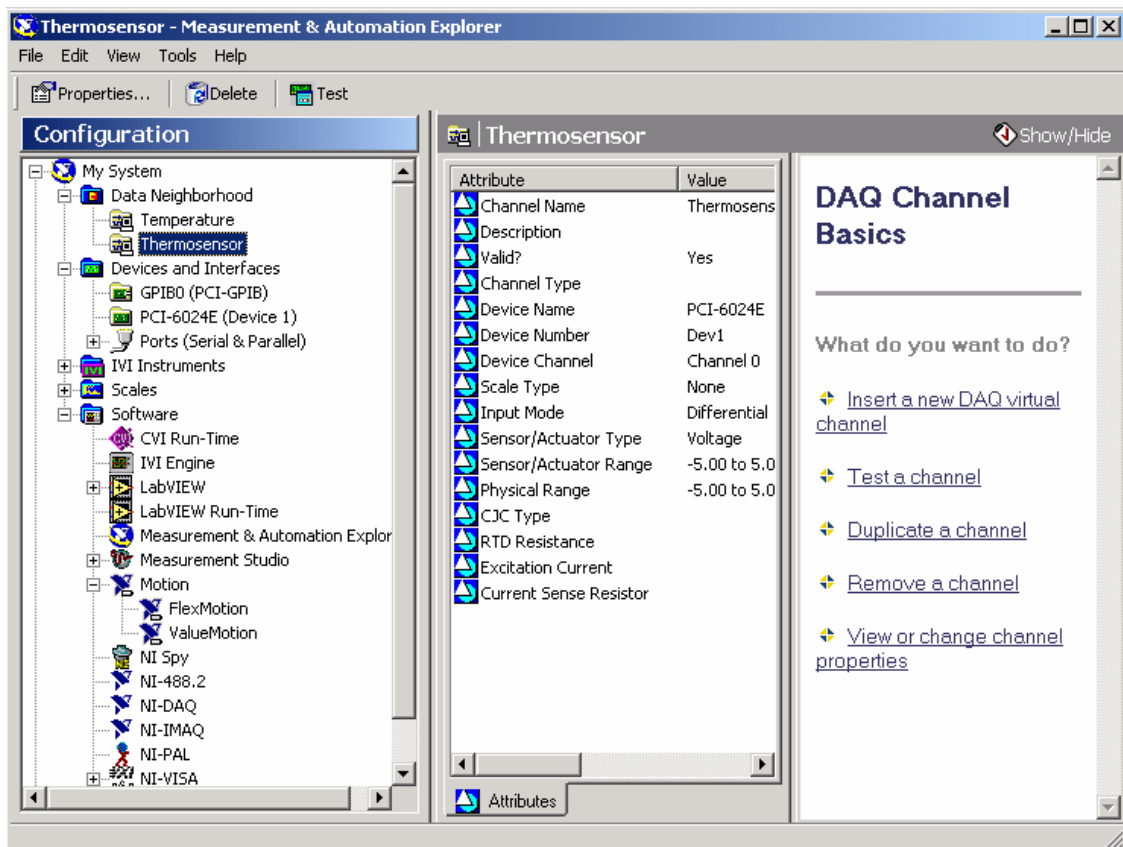 Thermosensor - Measurement & Automation Explorer
File Edit View Tools Help
Properties... Delete Test
Configuration
My System
Data Neighborhood
Temperature
Thermosensor
Devices and Interfaces
GPIB0 (PCI-GPIB)
PCI-6024E (Device 1)
Ports (Serial & Parallel)
IVI Instruments
Scales
Software
CVI Run-Time
IVI Engine
LabVIEW
LabVIEW Run-Time
Measurement & Automation Explor
Measurement Studio
Motion
FlexMotion
ValueMotion
NI Spy
NI-488.2
NI-DAQ
NI-IMAQ
NI-PAL
NI-VISA
Thermosensor Show/Hide
Attribute Value
Channel Name Thermosens
Description
Valid? Yes
Channel Type
Device Name PCI-6024E
Device Number Dev1
Device Channel Channel 0
Scale Type None
Input Mode Differential
Sensor/Actuator Type Voltage
Sensor/Actuator Range -5.00 to 5.0
Physical Range -5.00 to 5.0
CJC Type
RTD Resistance
Excitation Current
Current Sense Resistor
Attributes
DAQ Channel
Basics
What do you want to do?
Insert a new DAQ virtual
channel
Test a channel
Duplicate a channel
Remove a channel
View or change channel
properties